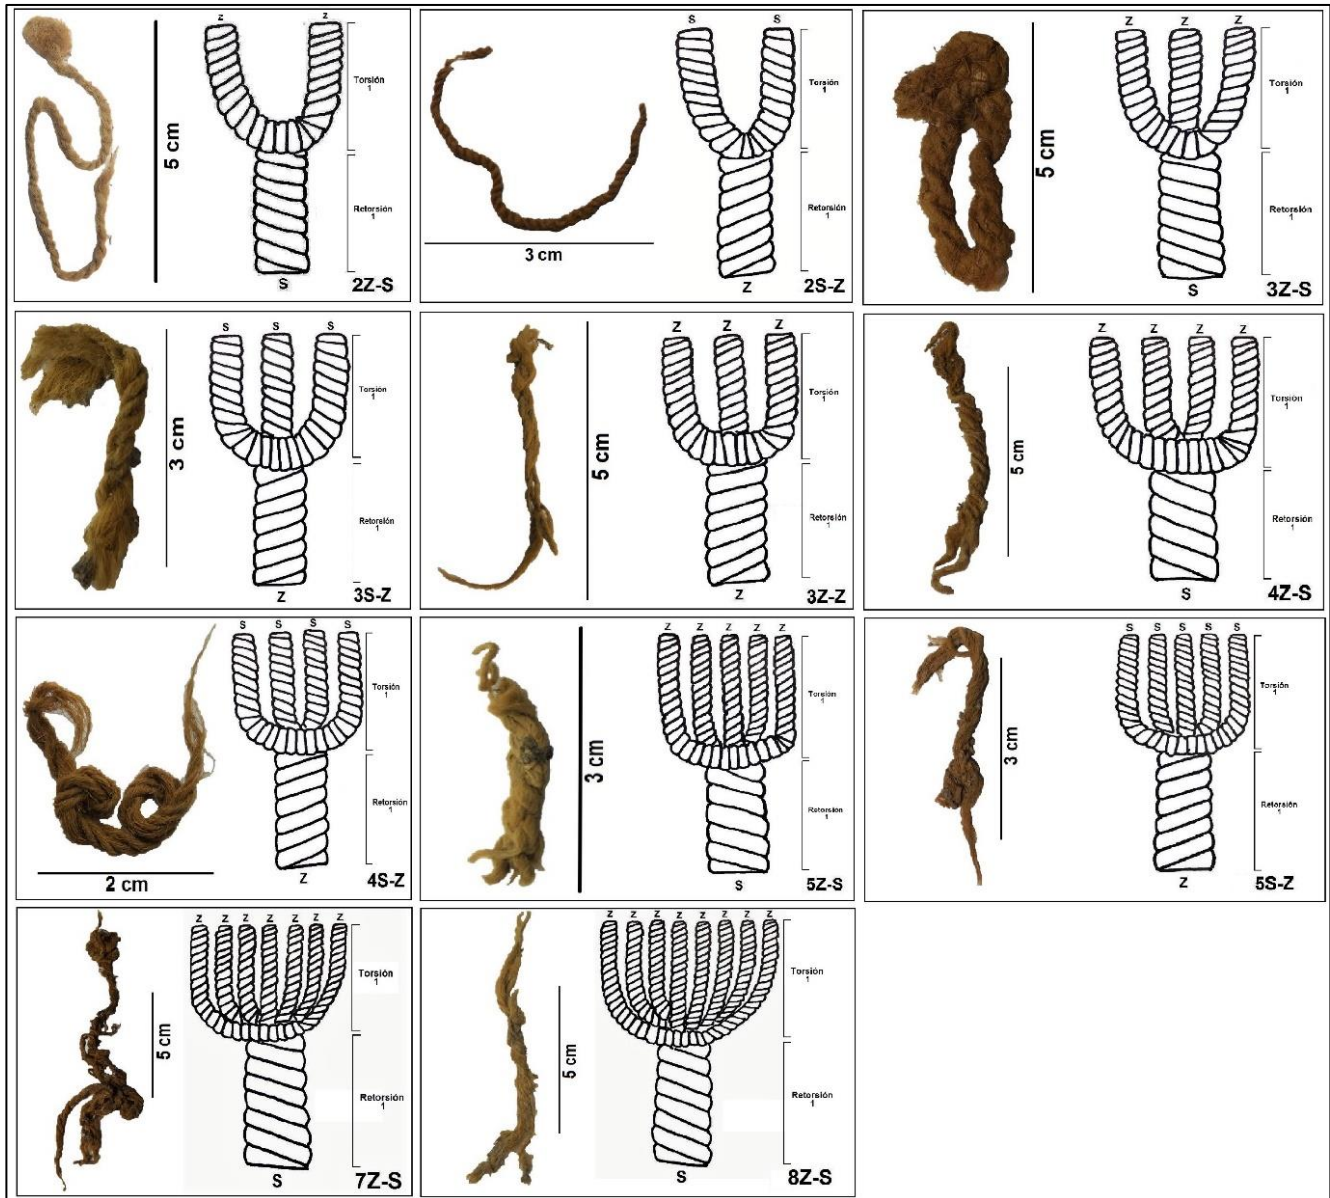 z z
Torsión
1
5 cm
Retorsión
1
S
2Z-S
S S
Torsión
1
Retorsión
1
3 cm
Z
2S-Z
Z Z Z
Torsión
1
5 cm
Retorsión
1
S
3Z-S
S S S
Torsión
1
3 cm
Retorsión
1
Z
3S-Z
Z Z Z
Torsión
1
5 cm
Retorsión
1
Z
3Z-Z
Z Z Z Z
Torsión
1
5 cm
Retorsión
1
S
4Z-S
S S S S
Torsión
1
Retorsión
1
2 cm
Z
4S-Z
Z Z Z Z Z
Torsión
1
3 cm
Retorsión
1
S
5Z-S
S S S S S
Torsión
1
3 cm
Retorsión
1
Z
5S-Z
Z Z Z Z Z Z Z
Torsión
1
5 cm
Retorsión
1
S
7Z-S
Z Z Z Z Z Z Z Z
Torsión
1
5 cm
Retorsión
1
S
8Z-S